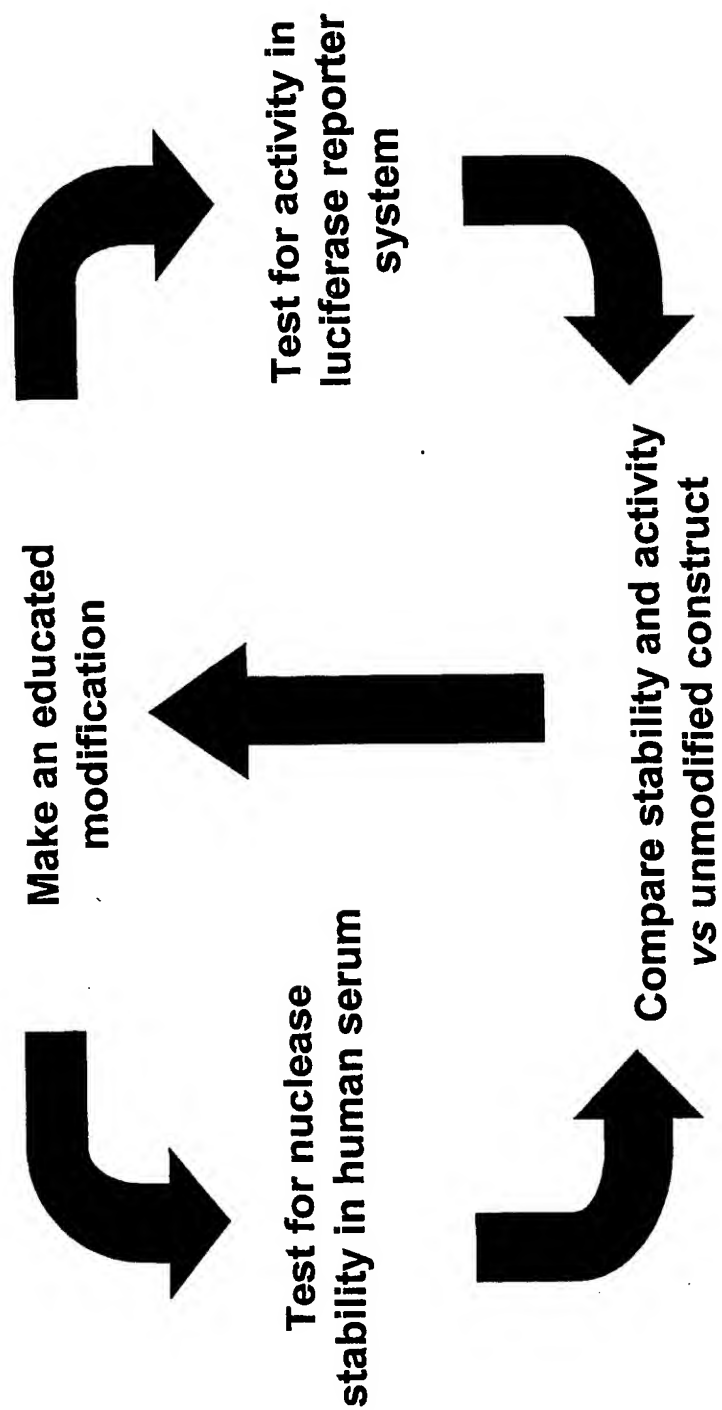 Make an educated
modification
Test for nuclease
stability in human serum
Test for activity in
luciferase reporter
system
Compare stability and activity
vs unmodified construct